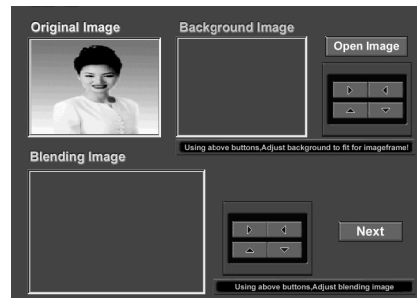 Original Image
Background Image
Open Image
Using above buttons,Adjust background to fit for imageframe!
Blending Image
Next
Using above buttons,Adjust blending image